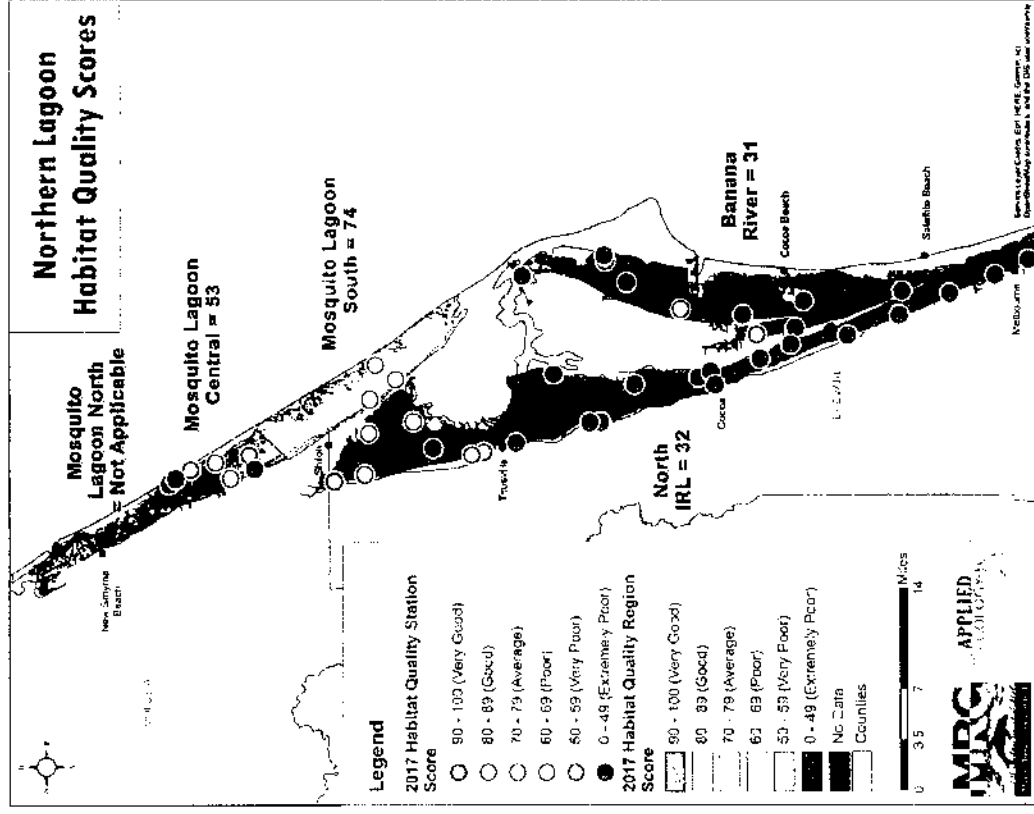 Northern Lagoon
Habitat Quality Scores
Mosquito
Lagoon North
= Not Applicable
Mosquito Lagoon
Central = 53
Mosquito Lagoon
South = 74
Banana
River = 31
North
IRL = 32
New Smyrna
Beach
Shiloh
Titusville
Cocoa
Cocoa Beach
Satellite Beach
Melbourne
Legend
2017 Habitat Quality Station
Score
90 - 100 (Very Good)
80 - 89 (Good)
70 - 79 (Average)
60 - 69 (Poor)
50 - 59 (Very Poor)
0 - 49 (Extremely Poor)
2017 Habitat Quality Region
Score
90 - 100 (Very Good)
80 - 89 (Good)
70 - 79 (Average)
60 - 69 (Poor)
50 - 59 (Very Poor)
0 - 49 (Extremely Poor)
No Data
Counties
0 3.5 7 14
Miles
MRC
APPLIED
ECOLOGY